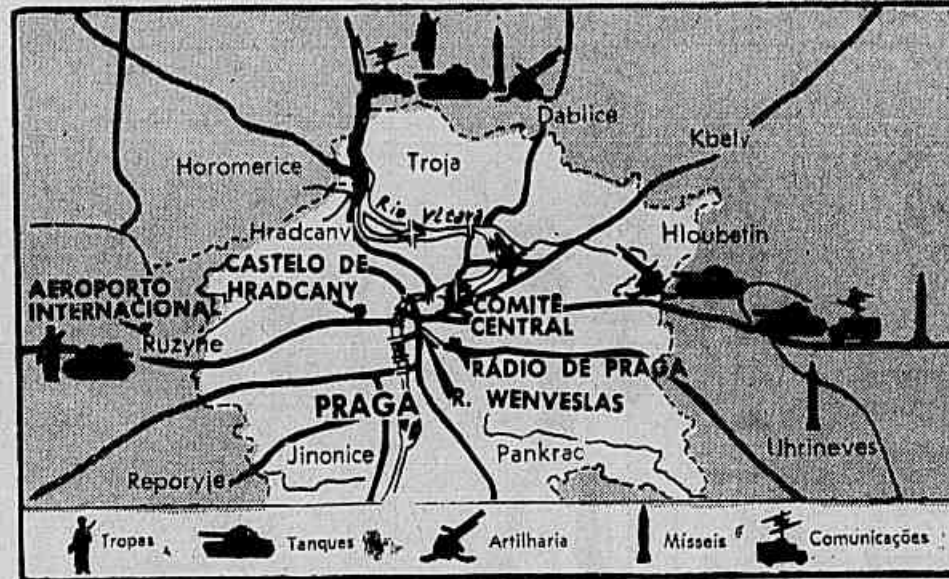 Dablice
Kbely
Horomerice
Troja
Rio Vltava
Hradcany
Hloubetin
CASTELO DE
HRADCANY
AEROPORTO
INTERNACIONAL
COMITÊ
CENTRAL
Ruzyne
RÁDIO DE PRAGA
PRAGA
R. WENVESLAS
Jinonice
Pankrac
Uhrineves
Reporyje
Tropas
Tanques
Artilharia
Mísseis
Comunicações